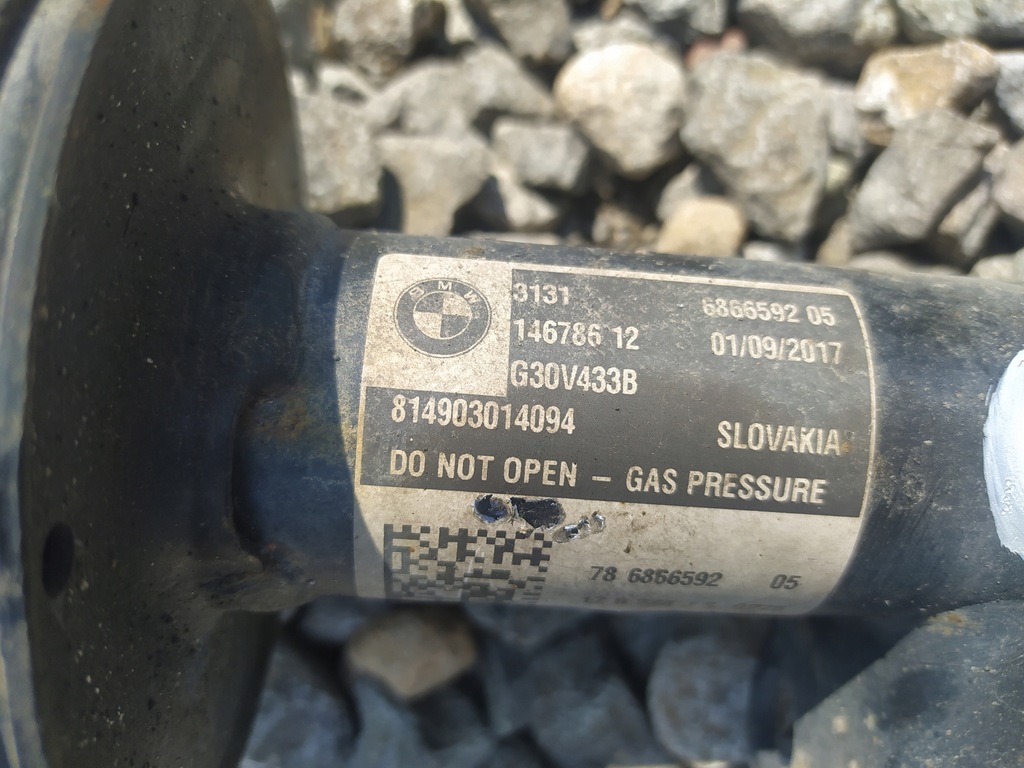 BMW
3131 6866592 05
146786 12 01/09/2017
G30V433B
814903014094 SLOVAKIA
DO NOT OPEN – GAS PRESSURE
78 6866592 05